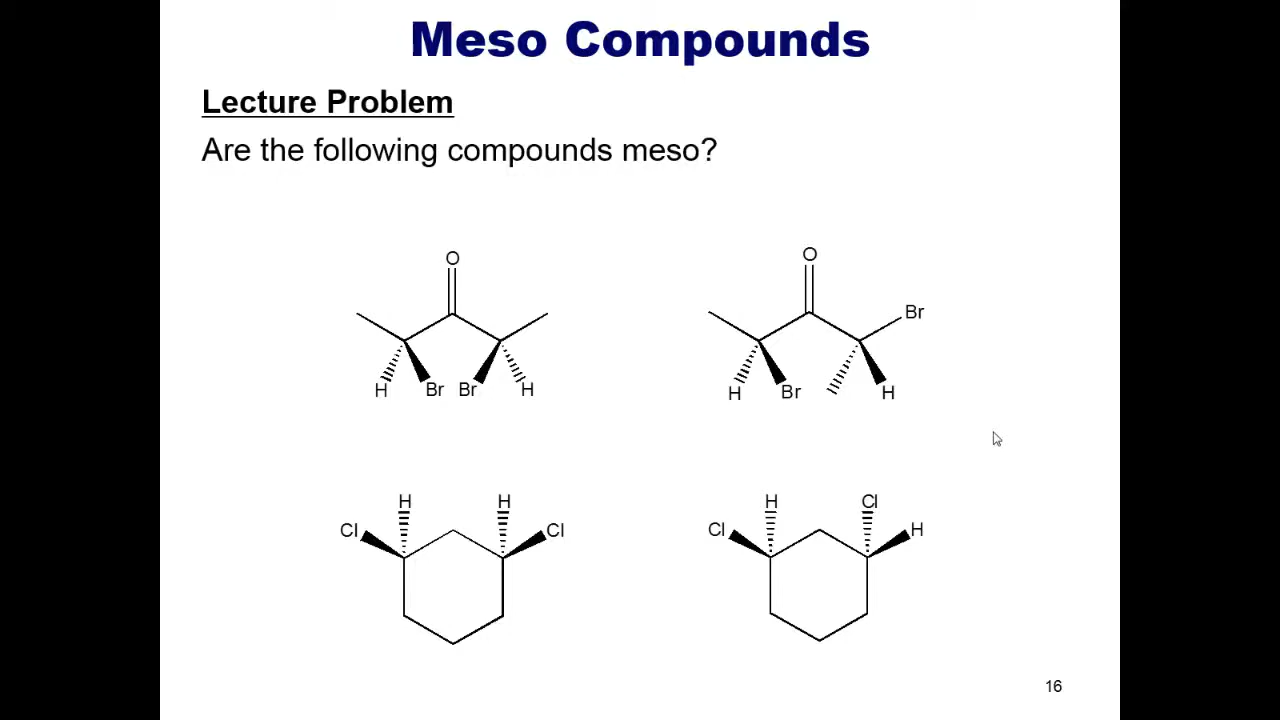 Meso Compounds
Lecture Problem
Are the following compounds meso?
O
H Br Br H
O
Br
H Br H
H H
Cl Cl
H Cl
Cl H
16